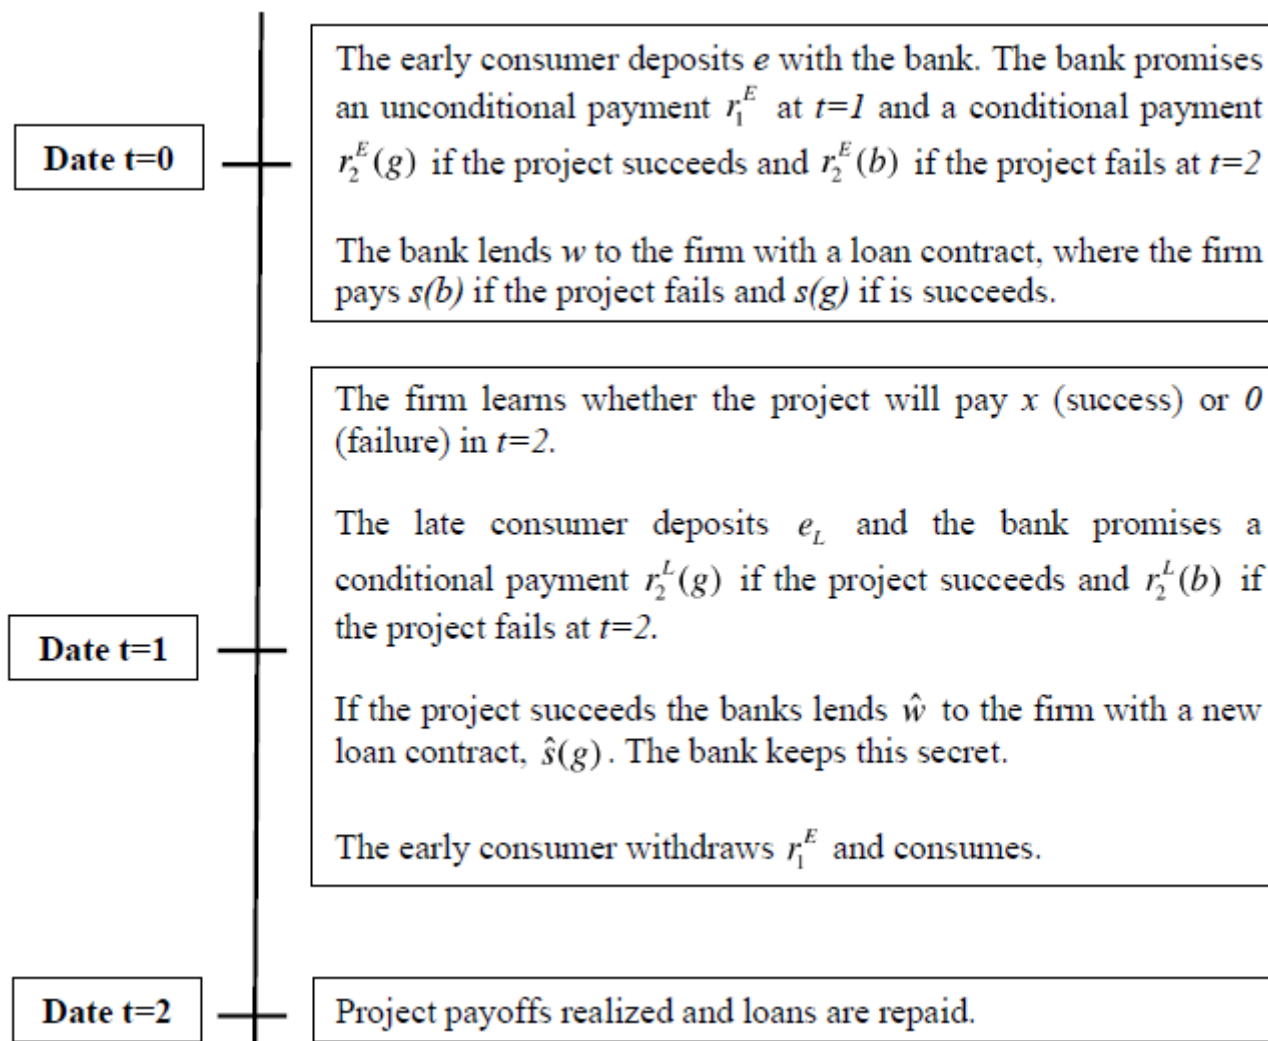 The early consumer deposits e with the bank. The bank promises
an unconditional payment r_1^E at t=1 and a conditional payment
Date t=0
r_2^E(g) if the project succeeds and r_2^E(b) if the project fails at t=2
The bank lends w to the firm with a loan contract, where the firm
pays s(b) if the project fails and s(g) if is succeeds.
The firm learns whether the project will pay x (success) or 0
(failure) in t=2.
The late consumer deposits e_L and the bank promises a
conditional payment r_2^L(g) if the project succeeds and r_2^L(b) if
the project fails at t=2.
Date t=1
If the project succeeds the banks lends ŵ to the firm with a new
loan contract, ŝ(g). The bank keeps this secret.
The early consumer withdraws r_1^E and consumes.
Date t=2
Project payoffs realized and loans are repaid.